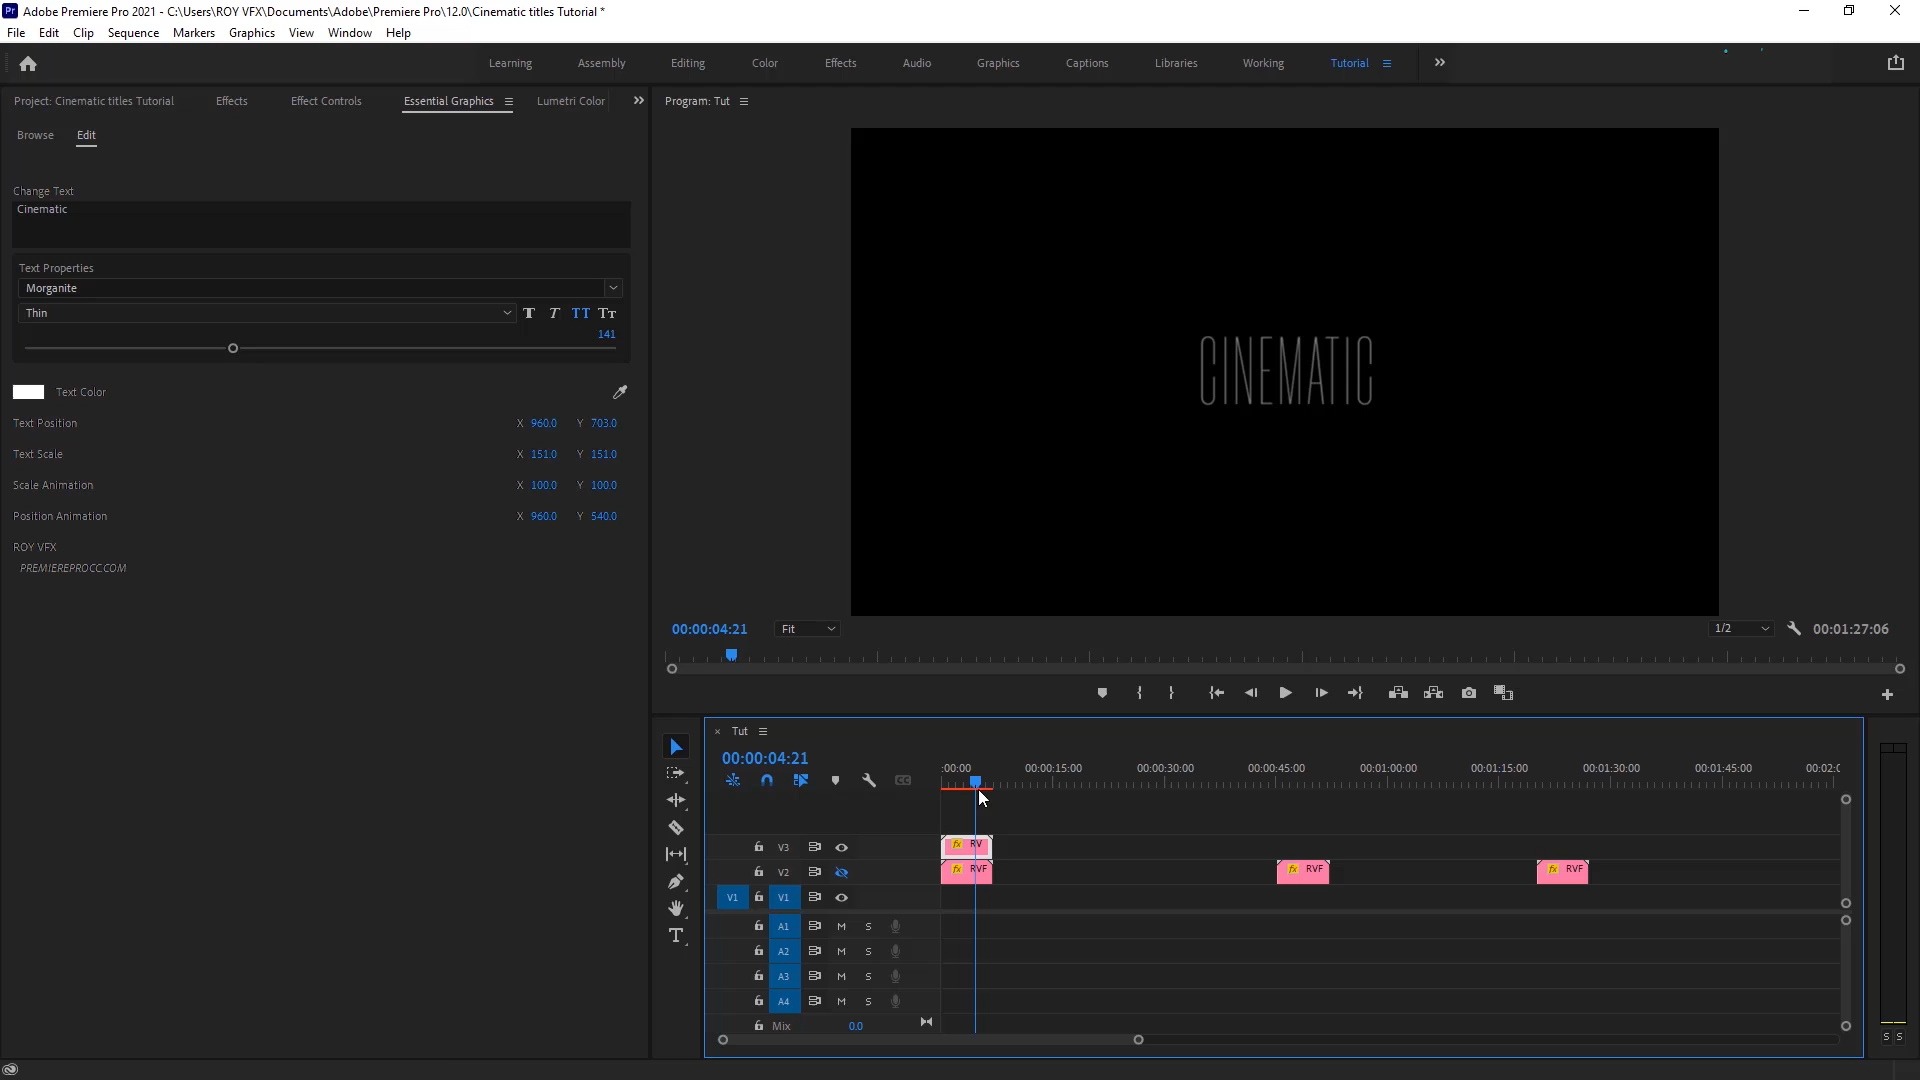 Adobe Premiere Pro 2021 - C:\Users\ROY VFX\Documents\Adobe\Premiere Pro\12.0\Cinematic titles Tutorial *
File Edit Clip Sequence Markers Graphics View Window Help
Learning Assembly Editing Color Effects Audio Graphics Captions Libraries Working Tutorial
Project: Cinematic titles Tutorial Effects Effect Controls Essential Graphics Lumetri Color
Program: Tut
Browse Edit
Change Text
Cinematic
Text Properties
Morganite
Thin
141
Text Color
Text Position X 960.0 Y 703.0
Text Scale X 151.0 Y 151.0
Scale Animation X 100.0 Y 100.0
Position Animation X 960.0 Y 540.0
ROY VFX
PREMIEREPROCC.COM
CINEMATIC
00:00:04:21 Fit 1/2 00:01:27:06
Tut
00:00:04:21
:00:00 00:00:15:00 00:00:30:00 00:00:45:00 00:01:00:00 00:01:15:00 00:01:30:00 00:01:45:00 00:02:0
V3 fx RV
V2 fx RVF fx RVF fx RVF
V1 V1
A1 M S
A2 M S
A3 M S
A4 M S
Mix 0.0
S S